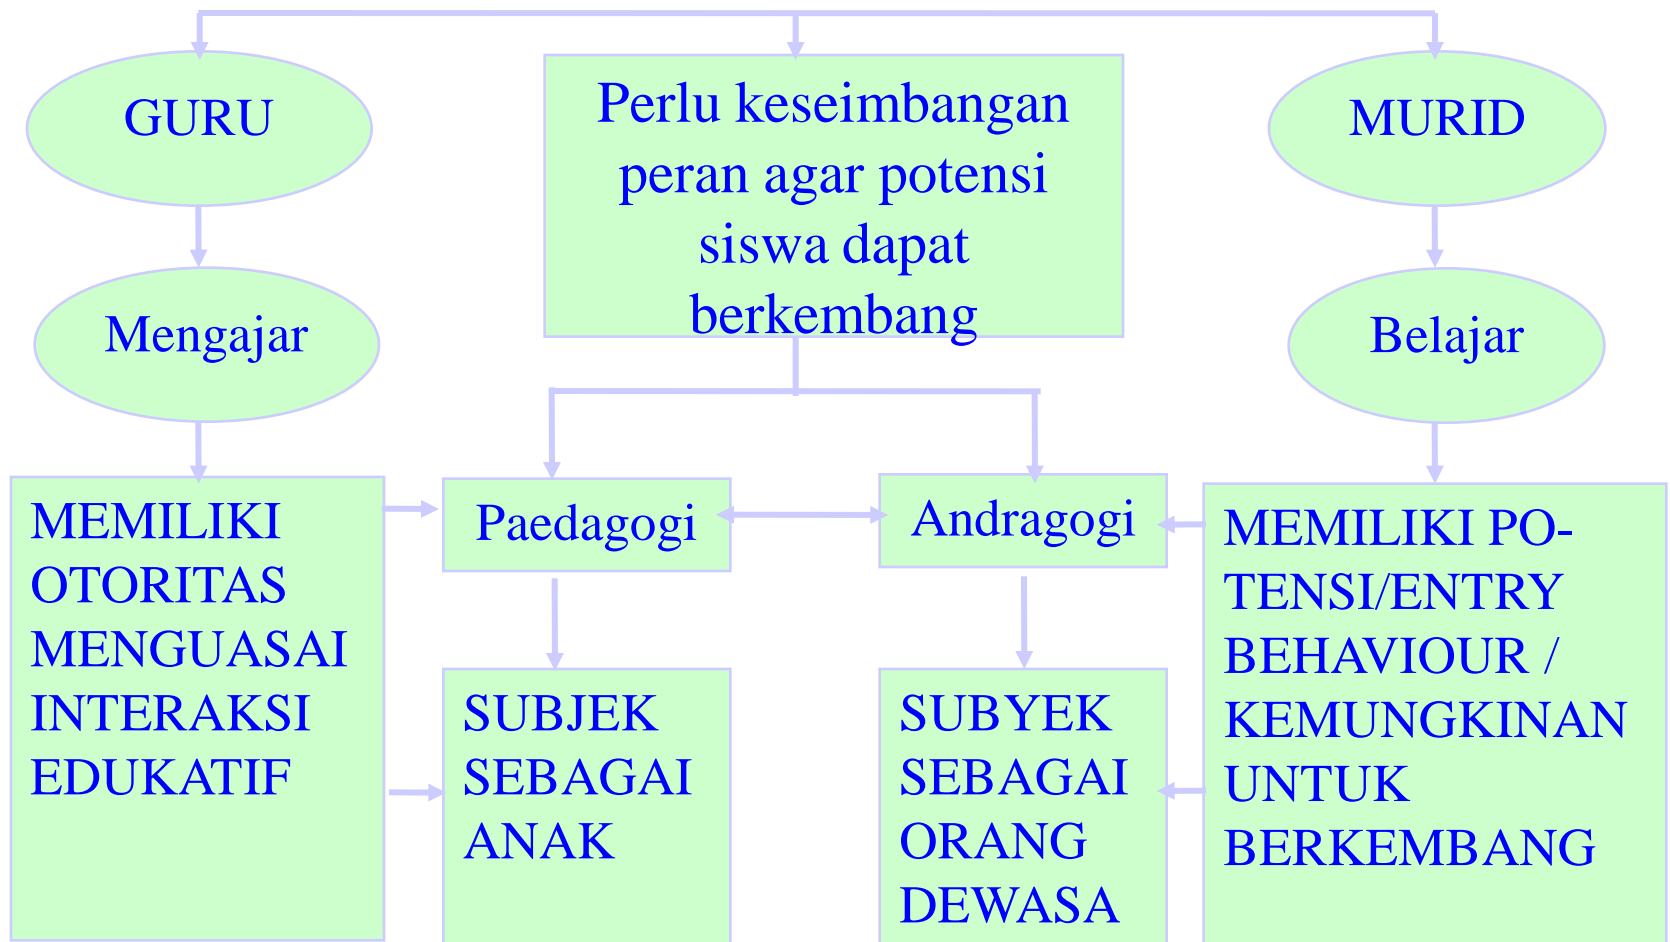 GURU
Perlu keseimbangan
peran agar potensi
siswa dapat
berkembang
MURID
Mengajar
Belajar
MEMILIKI
OTORITAS
MENGUASAI
INTERAKSI
EDUKATIF
Paedagogi
Andragogi
MEMILIKI PO-
TENSI/ENTRY
BEHAVIOUR /
KEMUNGKINAN
UNTUK
BERKEMBANG
SUBJEK
SEBAGAI
ANAK
SUBYEK
SEBAGAI
ORANG
DEWASA